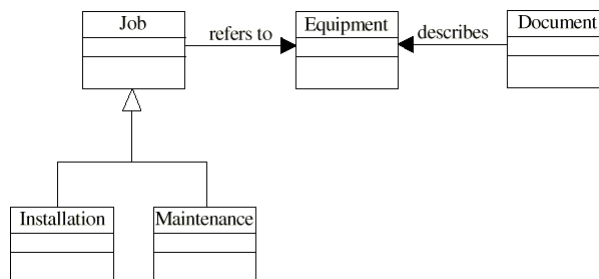 Job
Equipment
Document
refers to
describes
Installation
Maintenance